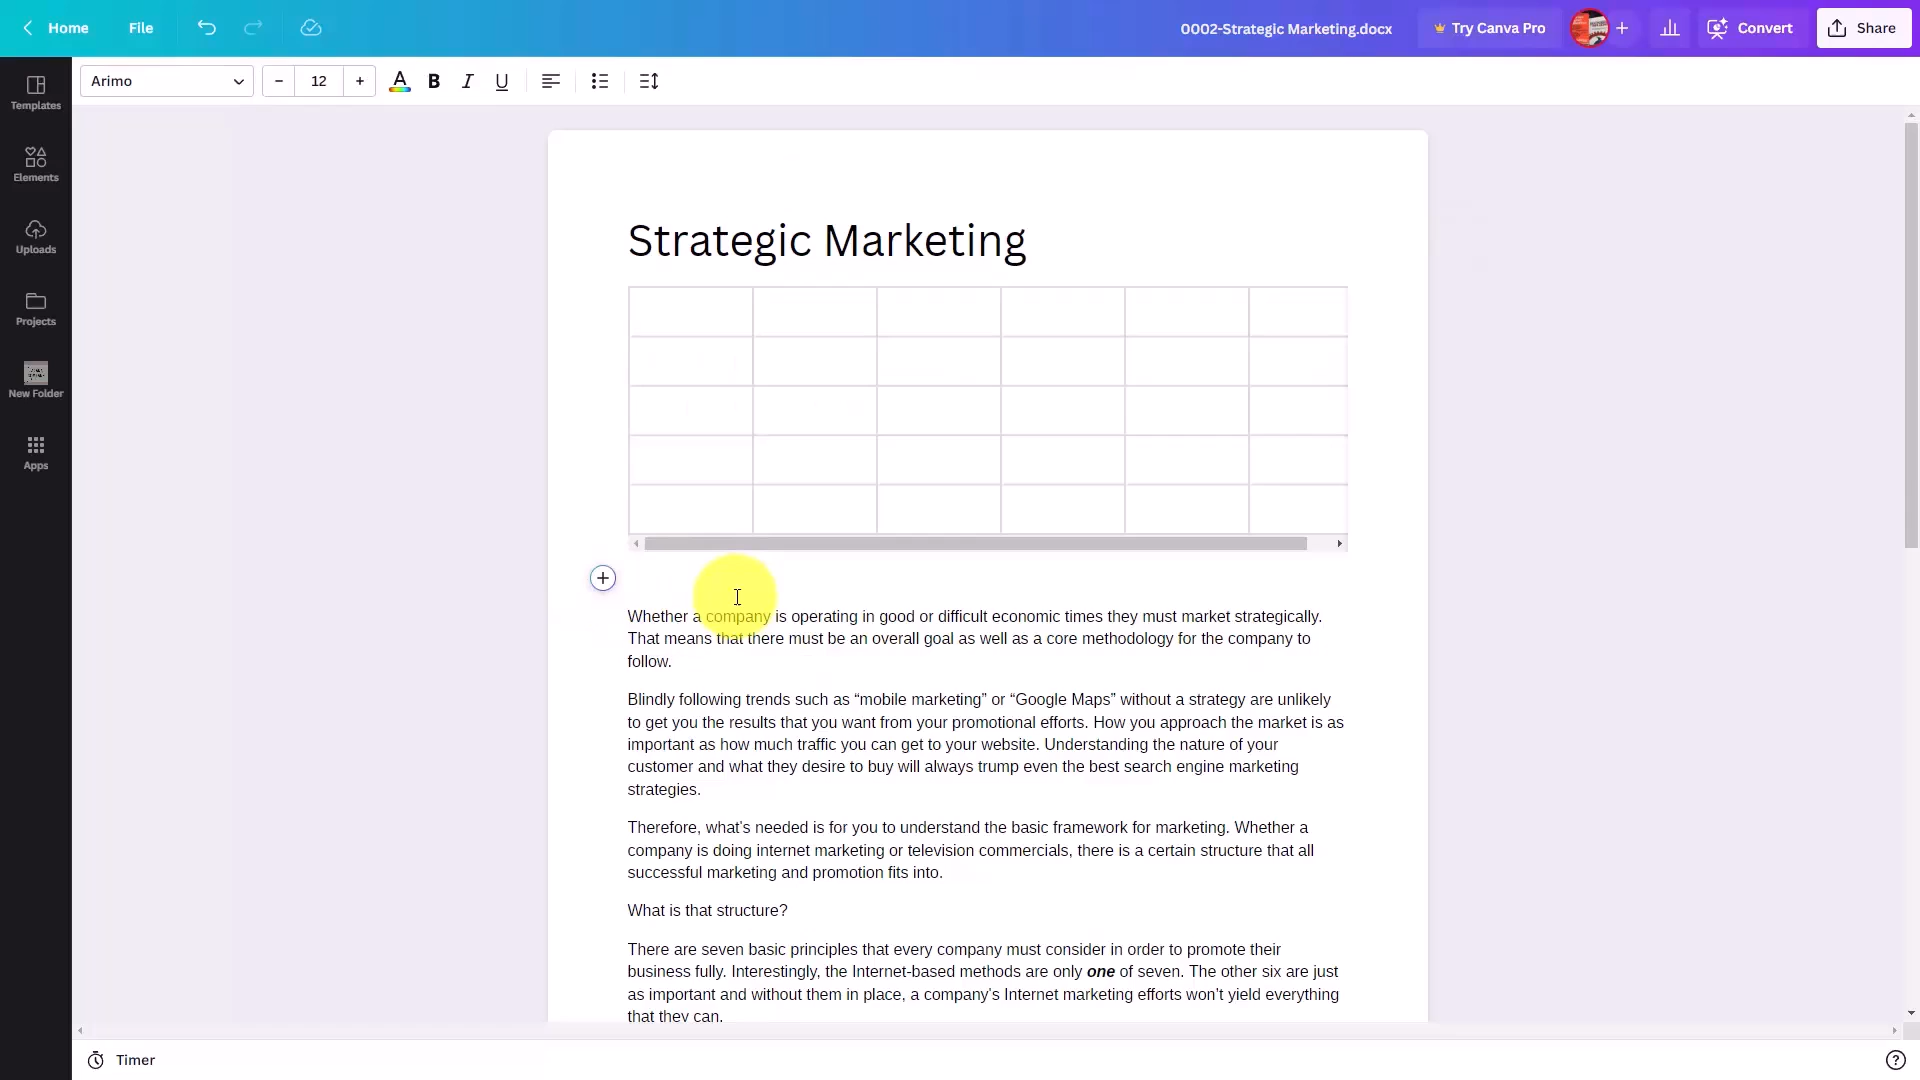 Home
File
0002-Strategic Marketing.docx
Try Canva Pro
Convert
Share
Arimo
12
B
I
U
Templates
Elements
Uploads
Projects
New Folder
Apps
Strategic Marketing
Whether a company is operating in good or difficult economic times they must market strategically.
That means that there must be an overall goal as well as a core methodology for the company to
follow.
Blindly following trends such as “mobile marketing” or “Google Maps” without a strategy are unlikely
to get you the results that you want from your promotional efforts. How you approach the market is as
important as how much traffic you can get to your website. Understanding the nature of your
customer and what they desire to buy will always trump even the best search engine marketing
strategies.
Therefore, what’s needed is for you to understand the basic framework for marketing. Whether a
company is doing internet marketing or television commercials, there is a certain structure that all
successful marketing and promotion fits into.
What is that structure?
There are seven basic principles that every company must consider in order to promote their
business fully. Interestingly, the Internet-based methods are only one of seven. The other six are just
as important and without them in place, a company’s Internet marketing efforts won’t yield everything
that they can.
Timer